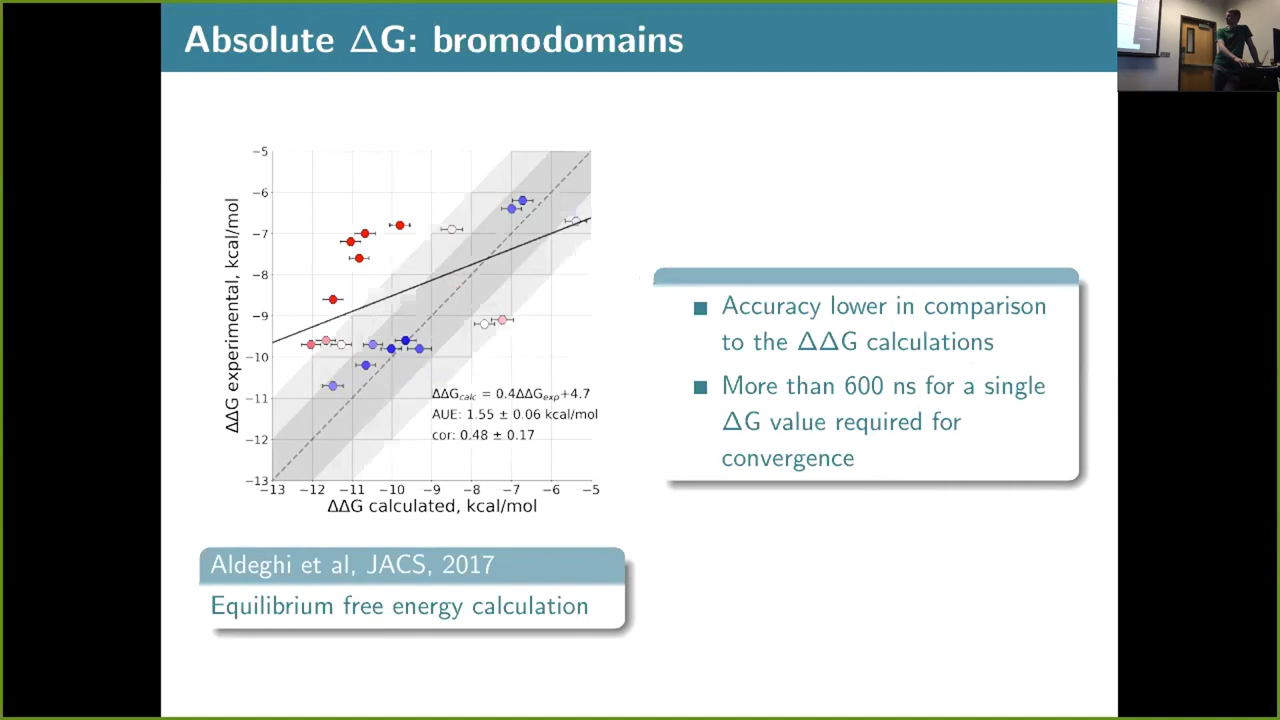 Absolute ΔG: bromodomains
−5
−6
−7
−8
−9
−10
−11
−12
−13
ΔΔG experimental, kcal/mol
ΔΔG_calc = 0.4ΔΔG_exp+4.7
AUE: 1.55 ± 0.06 kcal/mol
cor: 0.48 ± 0.17
−13 −12 −11 −10 −9 −8 −7 −6 −5
ΔΔG calculated, kcal/mol
Aldeghi et al, JACS, 2017
Equilibrium free energy calculation
■ Accuracy lower in comparison
to the ΔΔG calculations
■ More than 600 ns for a single
ΔG value required for
convergence